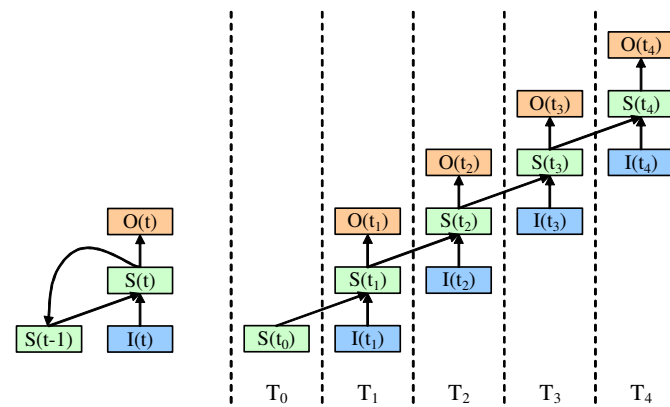 O(t₄)
O(t₃) S(t₄)
O(t₂) S(t₃) I(t₄)
O(t) O(t₁) S(t₂) I(t₃)
S(t) S(t₁) I(t₂)
S(t-1) I(t) S(t₀) I(t₁)
T₀ T₁ T₂ T₃ T₄